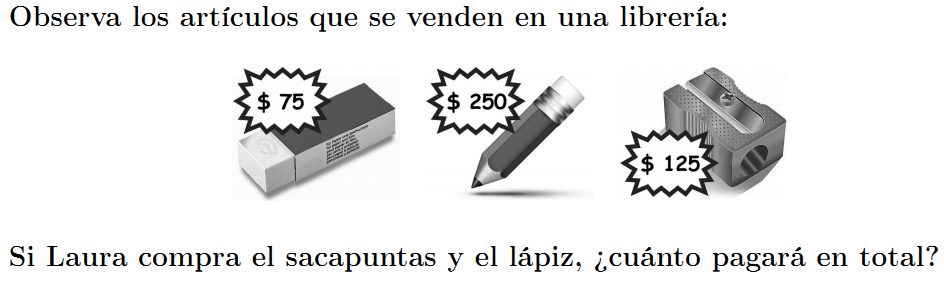 Observa los artículos que se venden en una librería:
$ 75
$ 250
$ 125
Si Laura compra el sacapuntas y el lápiz, ¿cuánto pagará en total?